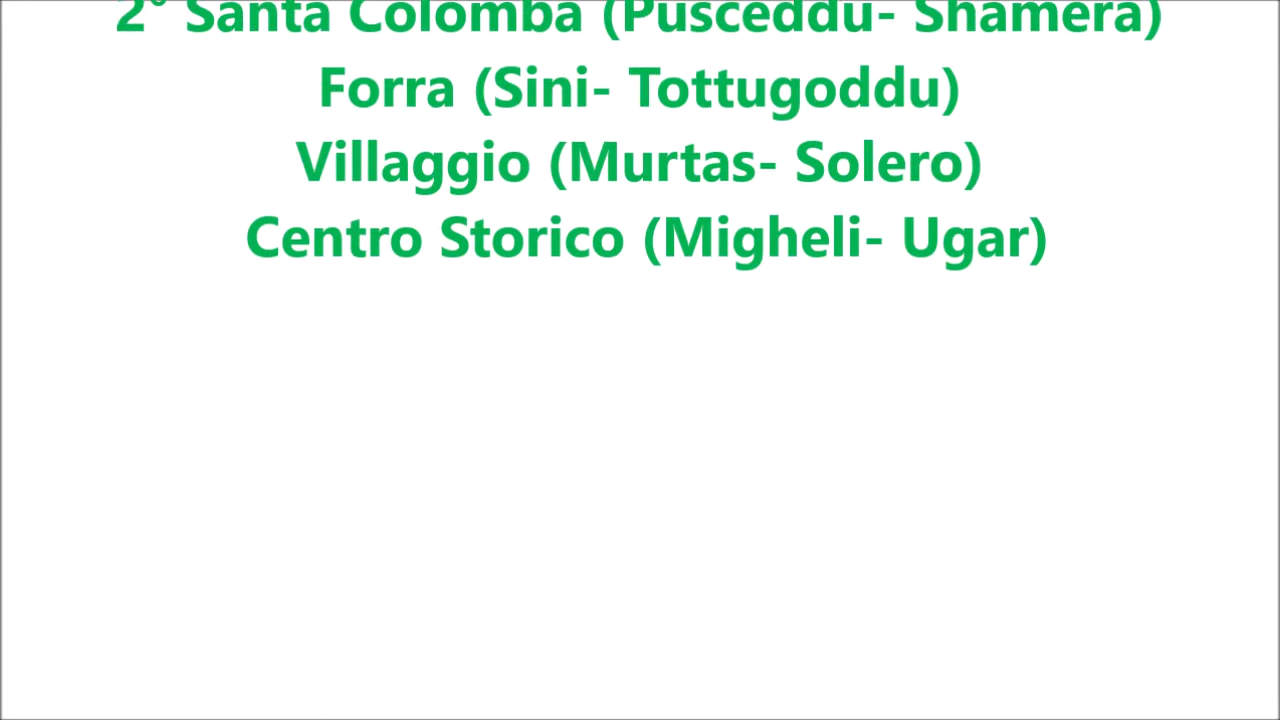 2° Santa Colomba (Pusceddu- Shamera)
Forra (Sini- Tottugoddu)
Villaggio (Murtas- Solero)
Centro Storico (Migheli- Ugar)